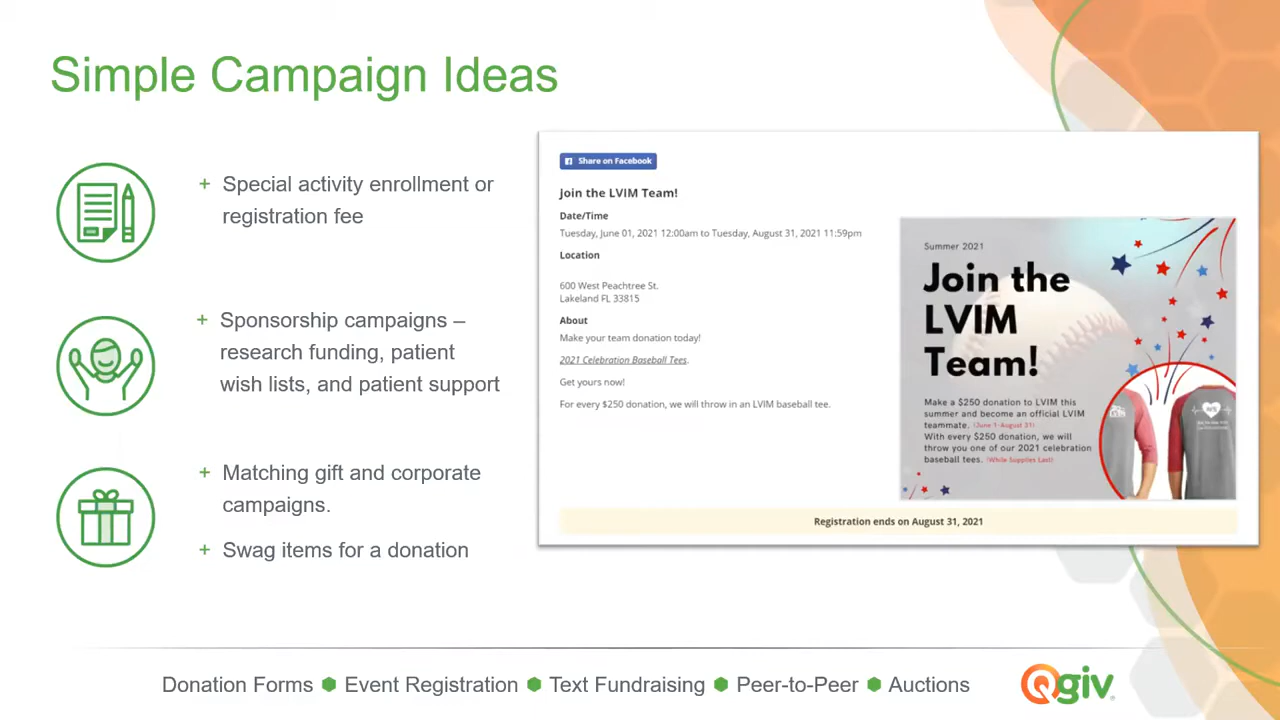 Simple Campaign Ideas
+ Special activity enrollment or
registration fee
+ Sponsorship campaigns –
research funding, patient
wish lists, and patient support
+ Matching gift and corporate
campaigns.
+ Swag items for a donation
Share on Facebook
Join the LVIM Team!
Date/Time
Tuesday, June 01, 2021 12:00am to Tuesday, August 31, 2021 11:59pm
Location
600 West Peachtree St.
Lakeland FL 33815
About
Make your team donation today!
2021 Celebration Baseball Tees.
Get yours now!
For every $250 donation, we will throw in an LVIM baseball tee.
Summer 2021
Join the
LVIM
Team!
Make a $250 donation to LVIM this
summer and become an official LVIM
teammate. (June 1-August 31)
With every $250 donation, we will
throw you one of our 2021 celebration
baseball tees. (While Supplies Last)
Registration ends on August 31, 2021
Donation Forms Event Registration Text Fundraising Peer-to-Peer Auctions
Qgiv